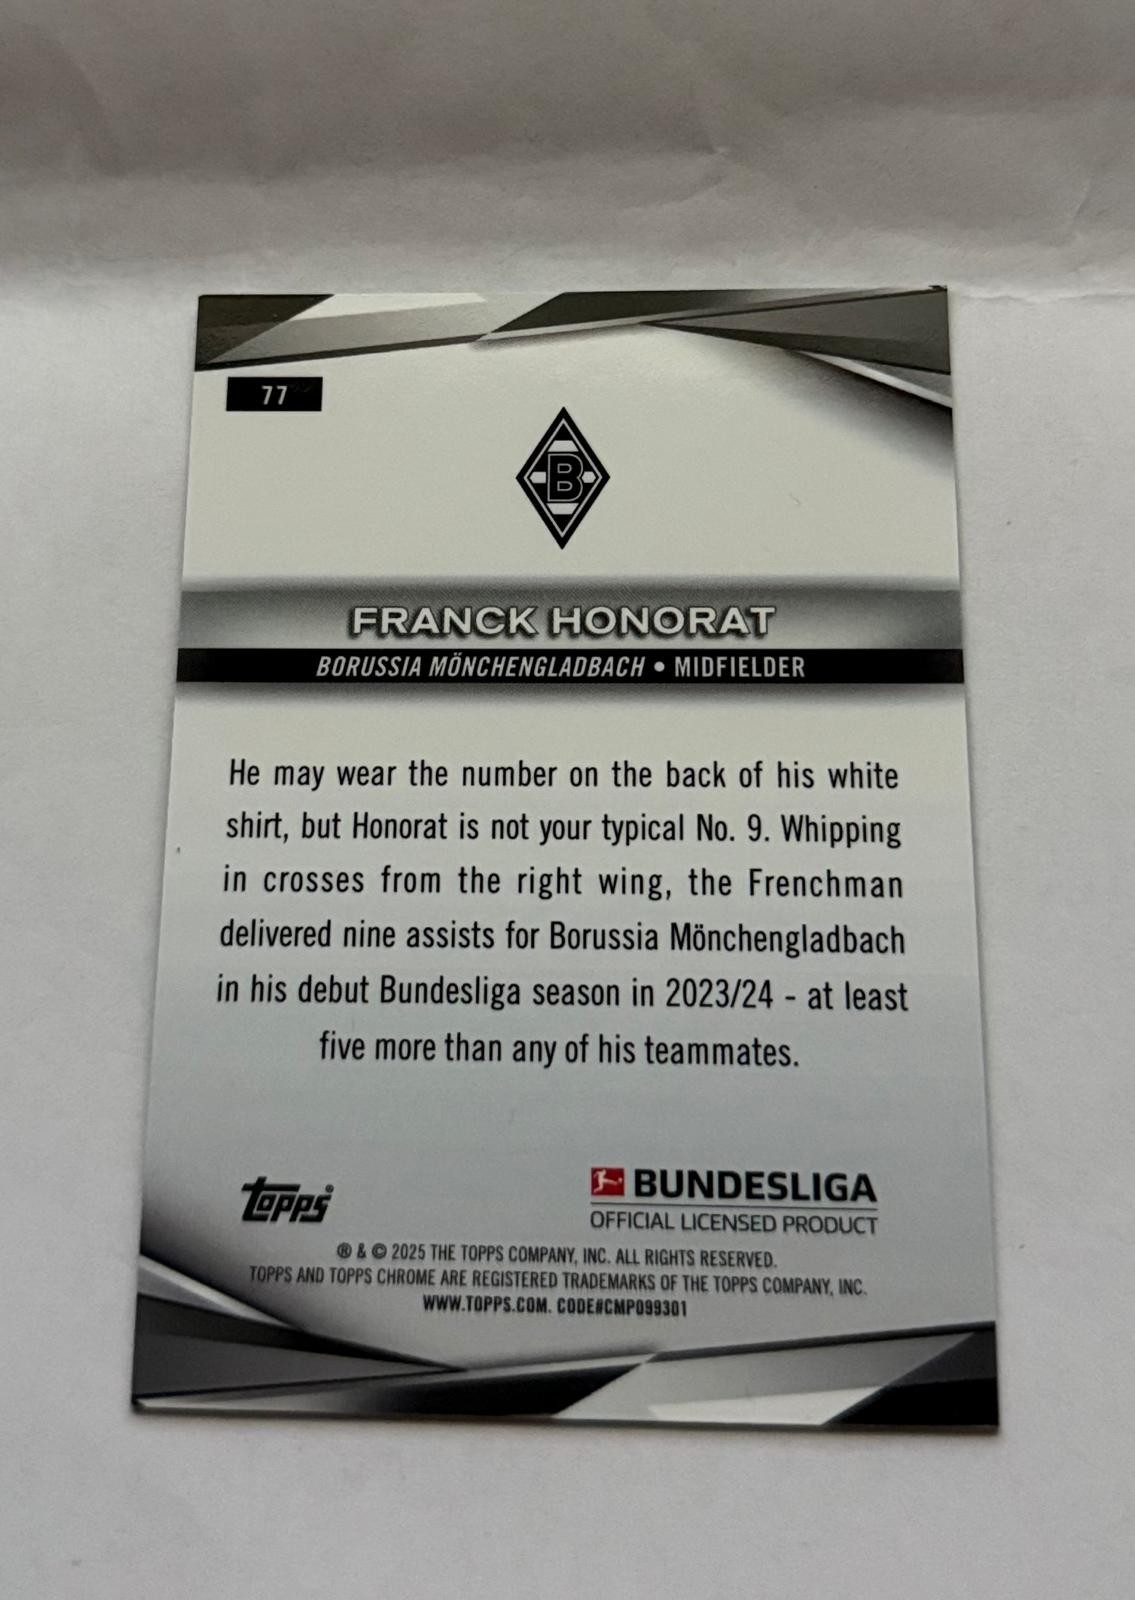 77
B
FRANCK HONORAT
BORUSSIA MÖNCHENGLADBACH • MIDFIELDER
He may wear the number on the back of his white
shirt, but Honorat is not your typical No. 9. Whipping
in crosses from the right wing, the Frenchman
delivered nine assists for Borussia Mönchengladbach
in his debut Bundesliga season in 2023/24 - at least
five more than any of his teammates.
topps®
BUNDESLIGA
OFFICIAL LICENSED PRODUCT
® & © 2025 THE TOPPS COMPANY, INC. ALL RIGHTS RESERVED.
TOPPS AND TOPPS CHROME ARE REGISTERED TRADEMARKS OF THE TOPPS COMPANY, INC.
WWW.TOPPS.COM. CODE#CMP099301